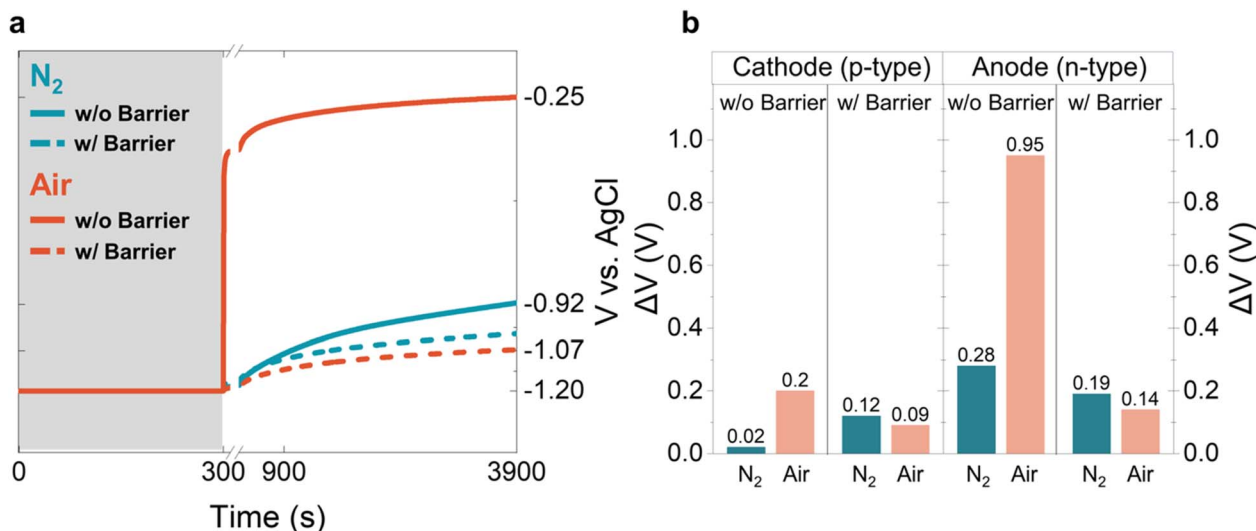 a
N₂
w/o Barrier
w/ Barrier
Air
w/o Barrier
w/ Barrier
-0.25
-0.92
-1.07
-1.20
V vs. AgCl
0
300
900
3900
Time (s)
b
Cathode (p-type)
Anode (n-type)
w/o Barrier
w/ Barrier
w/o Barrier
w/ Barrier
ΔV (V)
1.0
0.8
0.6
0.4
0.2
0.0
0.02
0.2
0.12
0.09
0.28
0.95
0.19
0.14
N₂ Air
N₂ Air
N₂ Air
N₂ Air
1.0
0.8
0.6
0.4
0.2
0.0
ΔV (V)